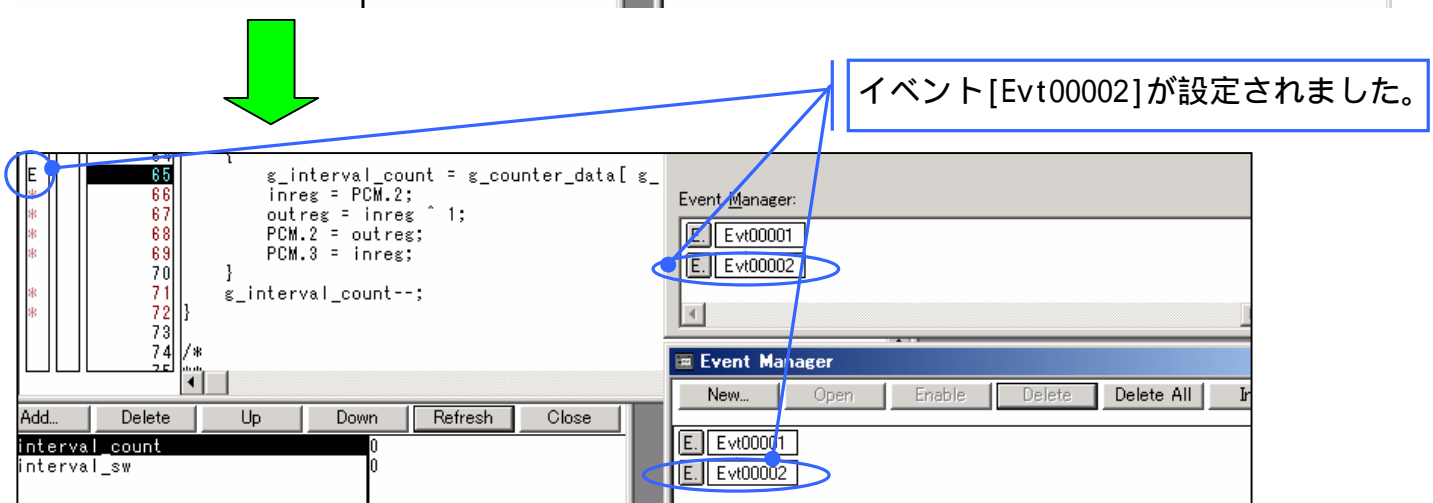 イベント[Evt00002]が設定されました。
E 65 g_interval_count = g_counter_data[ g_
* 66 inreg = PCM.2;
* 67 outreg = inreg ^ 1;
* 68 PCM.2 = outreg;
* 69 PCM.3 = inreg;
70 }
* 71 g_interval_count--;
* 72 }
73
74 /*
Event Manager:
E. Evt00001
E. Evt00002
Event Manager
New... Open Enable Delete Delete All
E. Evt00001
E. Evt00002
Add... Delete Up Down Refresh Close
interval_count 0
interval_sw 0